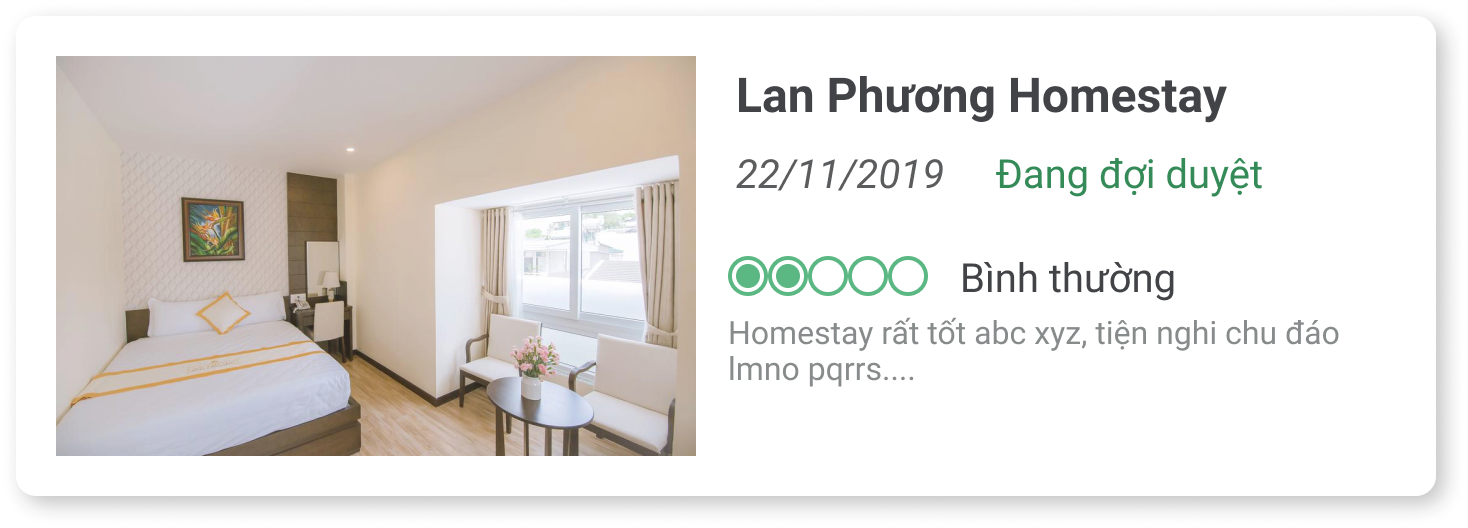 Lan Phương Homestay
22/11/2019 Đang đợi duyệt
Bình thường
Homestay rất tốt abc xyz, tiện nghi chu đáo
lmno pqrrs....